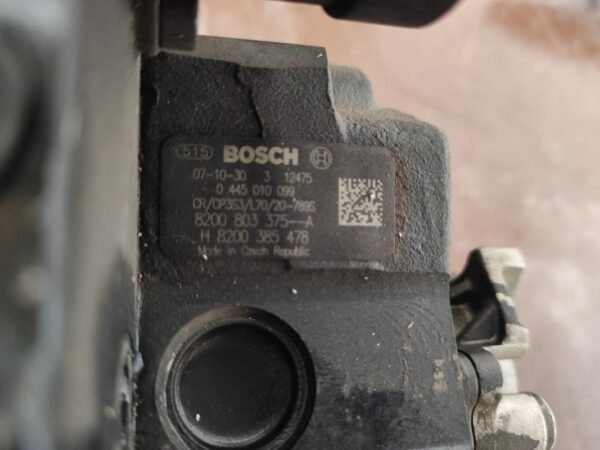 515 BOSCH
07-10-30 3 12475
0 445 010 099
CR/CP3S3/L70/20-789S
8200 803 375--A
H 8200 385 478
Made in Czech Republic